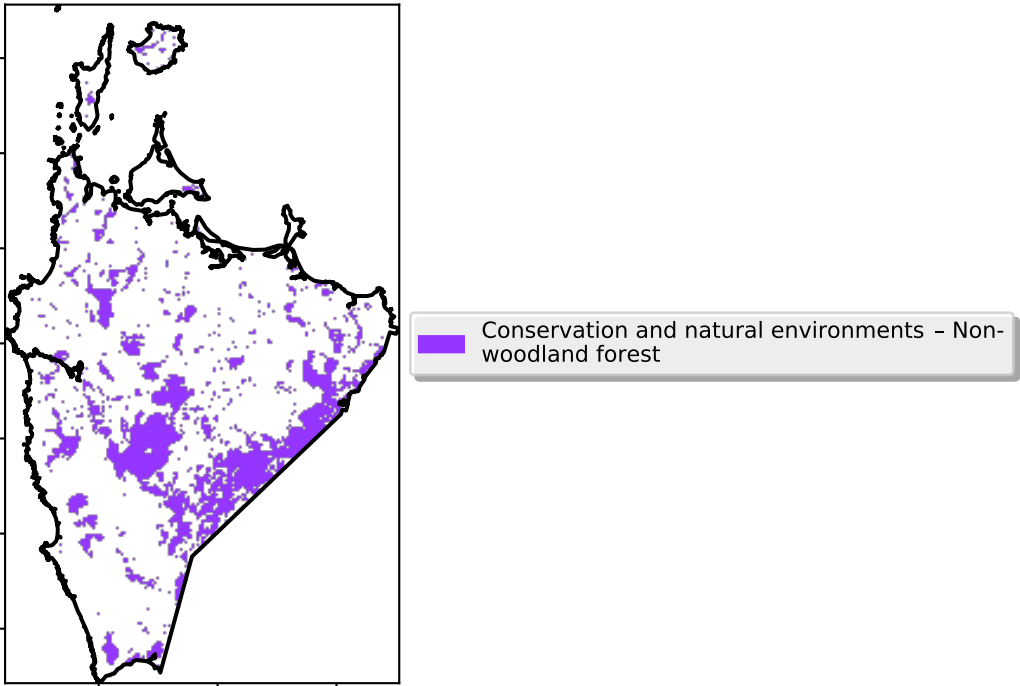 Conservation and natural environments – Non-
woodland forest